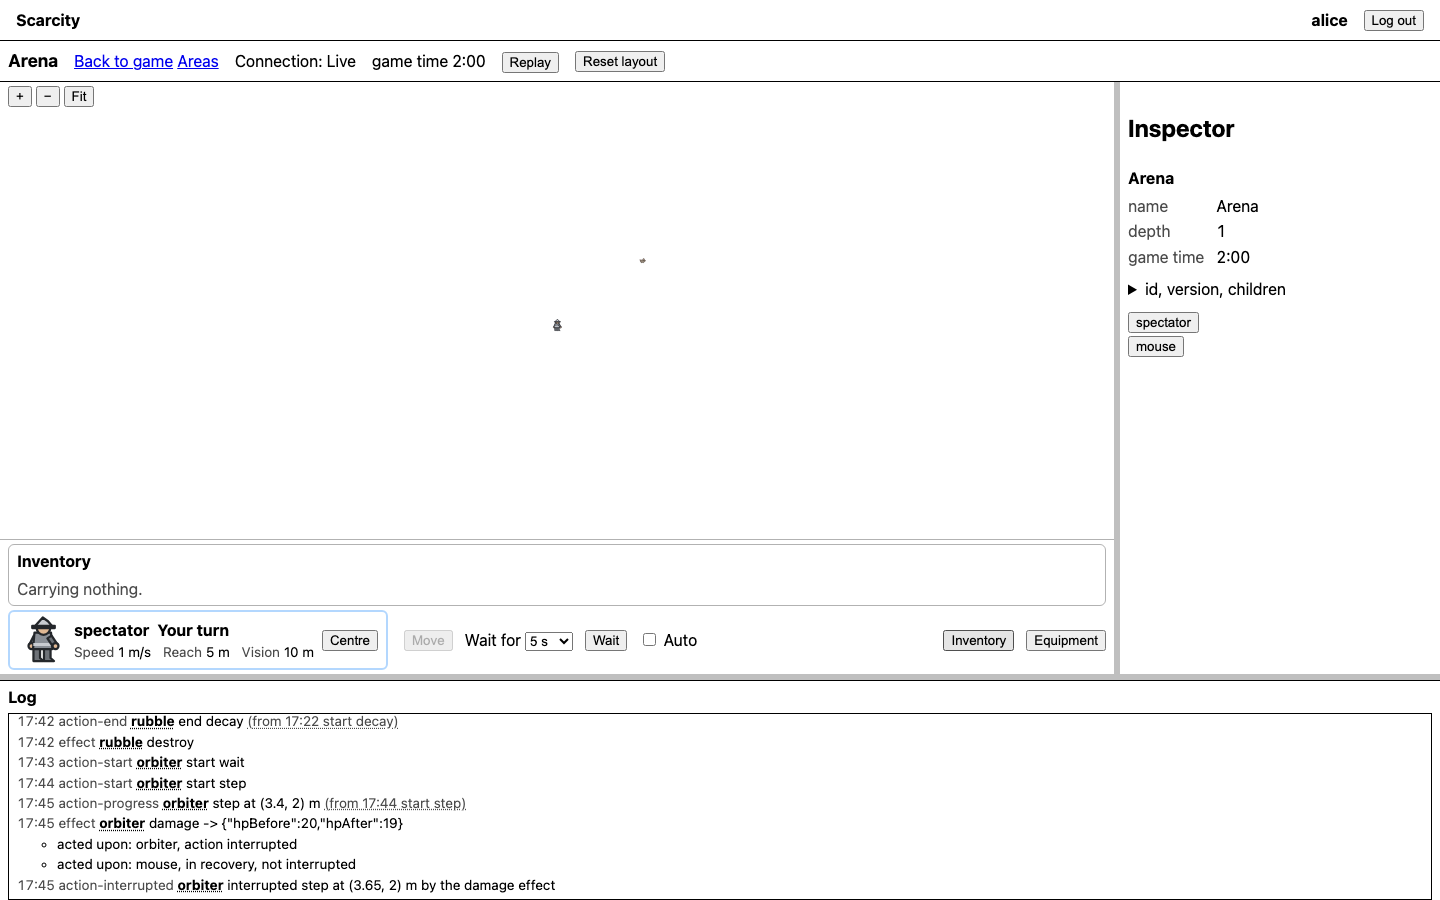 Scarcity
alice Log out
Arena Back to game Areas Connection: Live game time 2:00 Replay Reset layout
+ − Fit
Inspector
Arena
name Arena
depth 1
game time 2:00
▶ id, version, children
spectator
mouse
Inventory
Carrying nothing.
spectator Your turn
Speed 1 m/s Reach 5 m Vision 10 m
Centre
Move Wait for 5 s Wait Auto
Inventory Equipment
Log
17:42 action-end rubble end decay (from 17:22 start decay)
17:42 effect rubble destroy
17:43 action-start orbiter start wait
17:44 action-start orbiter start step
17:45 action-progress orbiter step at (3.4, 2) m (from 17:44 start step)
17:45 effect orbiter damage -> {"hpBefore":20,"hpAfter":19}
acted upon: orbiter, action interrupted
acted upon: mouse, in recovery, not interrupted
17:45 action-interrupted orbiter interrupted step at (3.65, 2) m by the damage effect